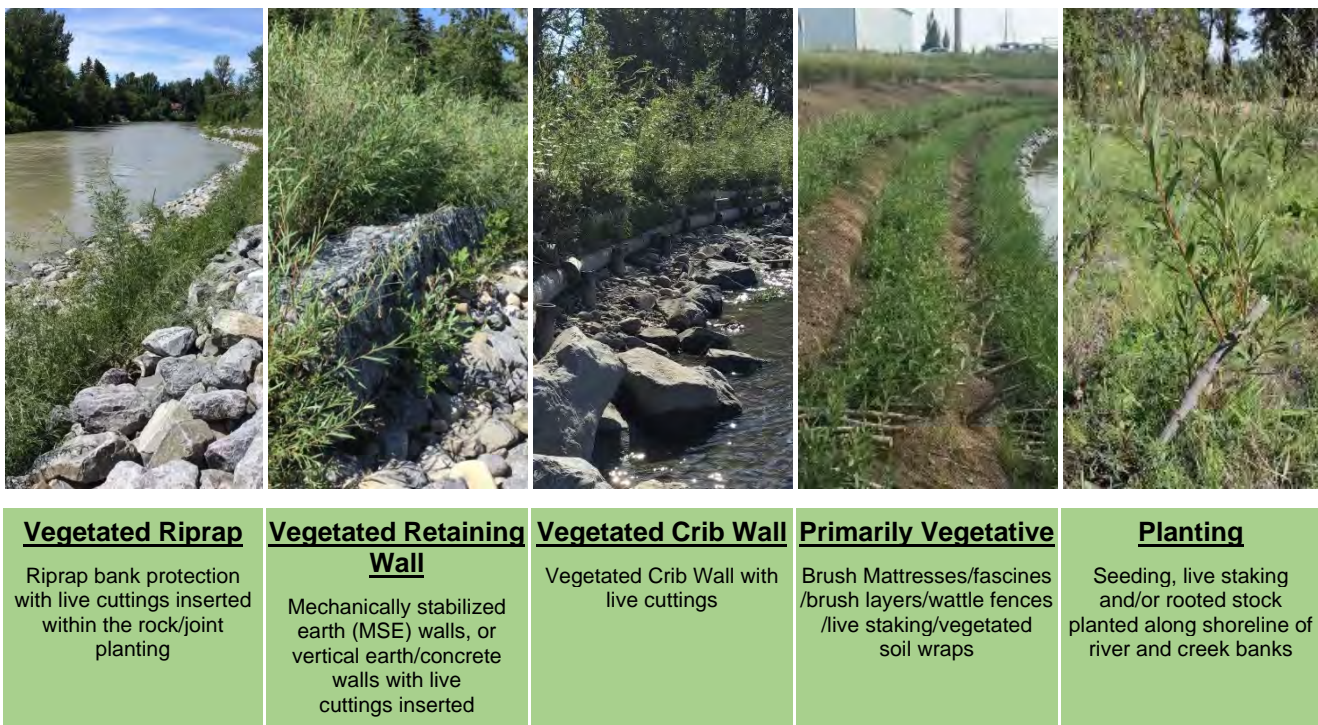 Vegetated Riprap
Riprap bank protection
with live cuttings inserted
within the rock/joint
planting
Vegetated Retaining
Wall
Mechanically stabilized
earth (MSE) walls, or
vertical earth/concrete
walls with live
cuttings inserted
Vegetated Crib Wall
Vegetated Crib Wall with
live cuttings
Primarily Vegetative
Brush Mattresses/fascines
/brush layers/wattle fences
/live staking/vegetated
soil wraps
Planting
Seeding, live staking
and/or rooted stock
planted along shoreline of
river and creek banks